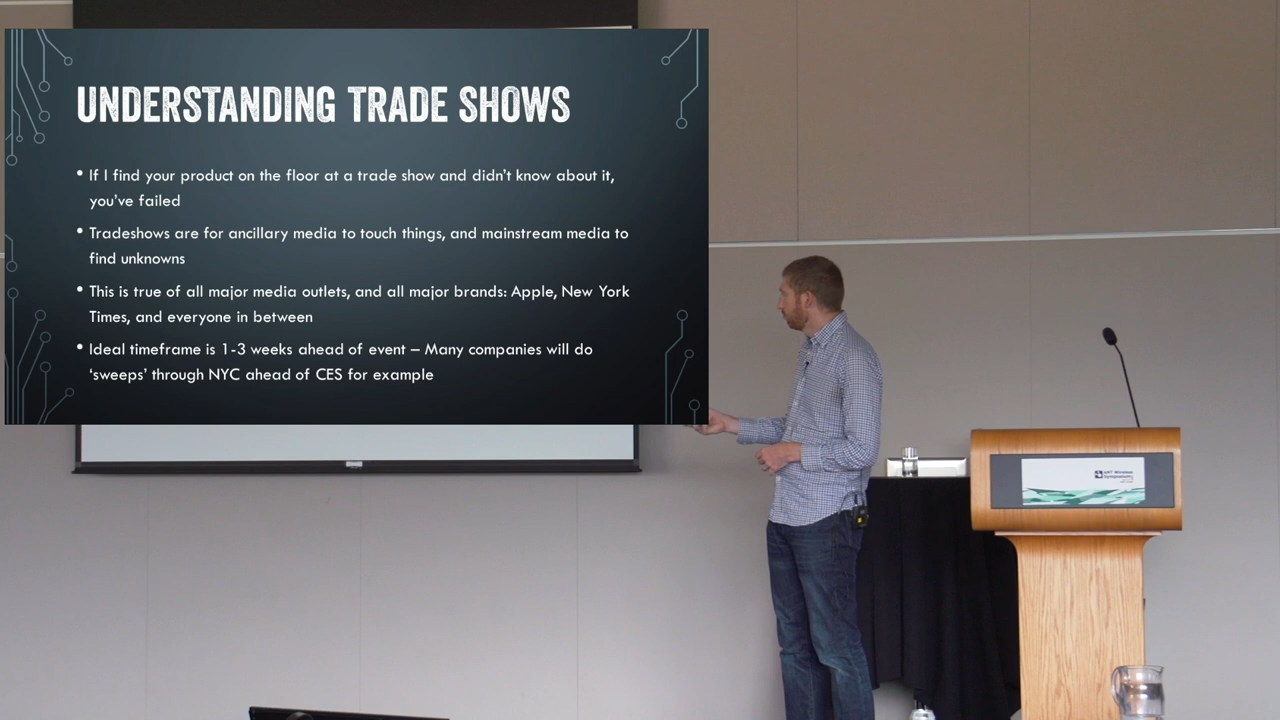 UNDERSTANDING TRADE SHOWS
• If I find your product on the floor at a trade show and didn't know about it,
you've failed
• Tradeshows are for ancillary media to touch things, and mainstream media to
find unknowns
• This is true of all major media outlets, and all major brands: Apple, New York
Times, and everyone in between
• Ideal timeframe is 1-3 weeks ahead of event – Many companies will do
‘sweeps’ through NYC ahead of CES for example
ANT Wireless
Symposium